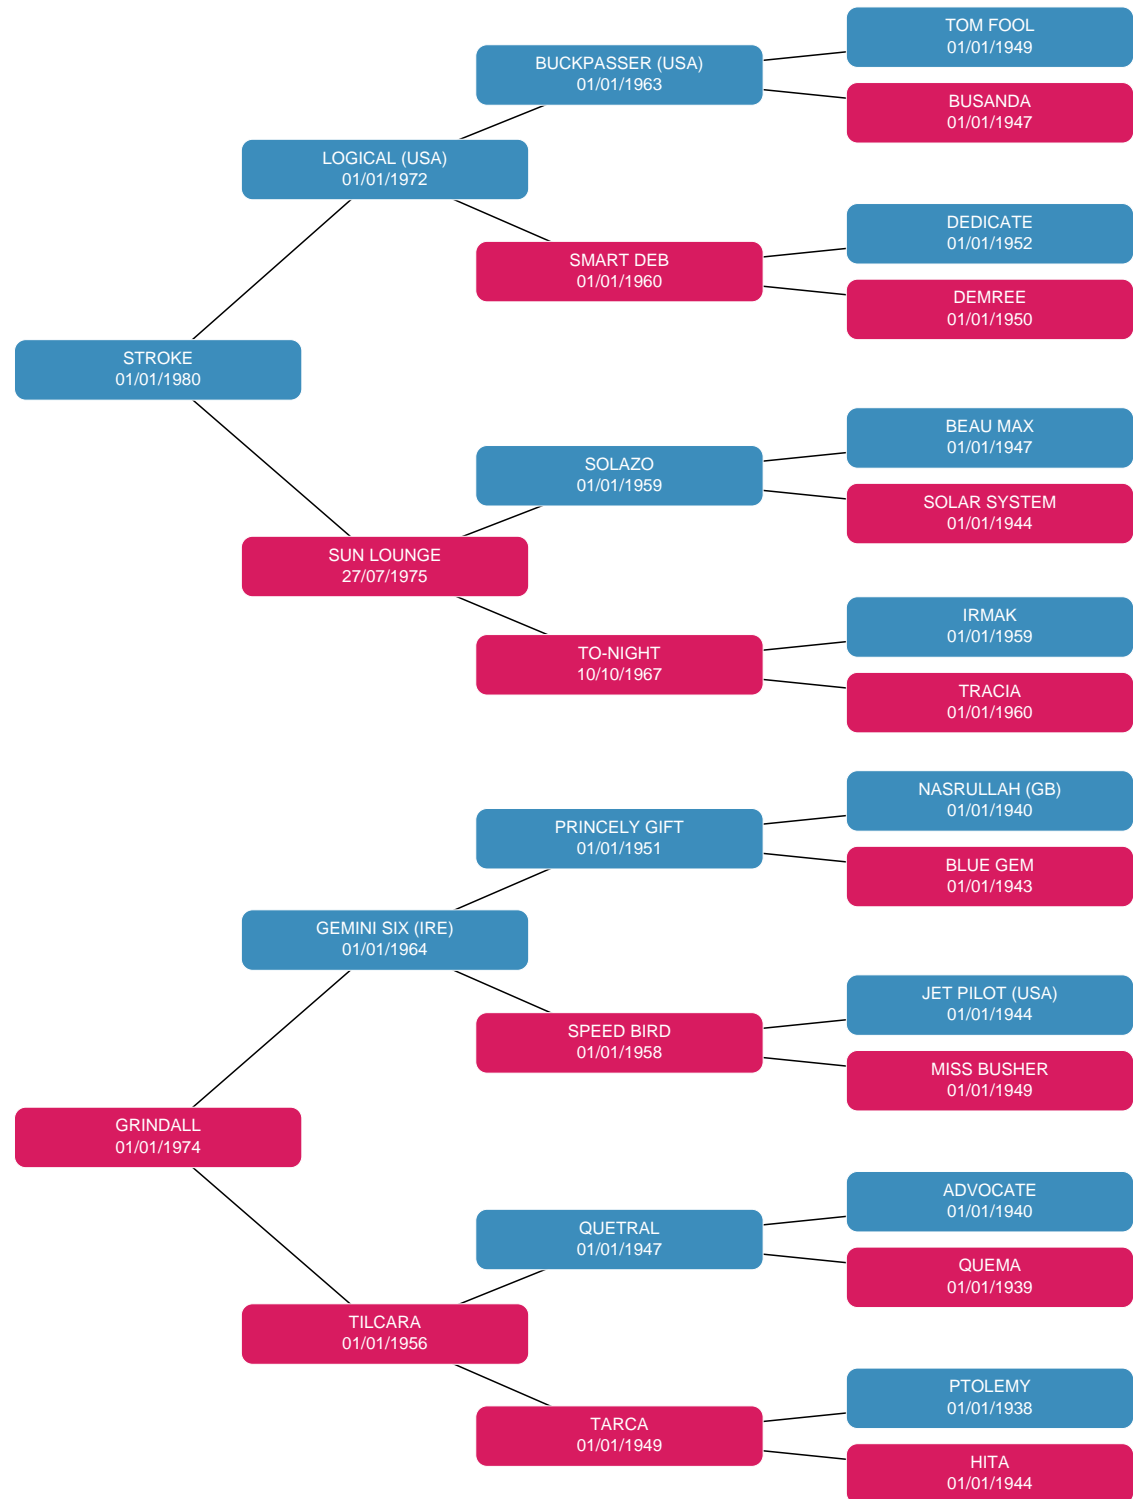 TOM FOOL
01/01/1949
BUCKPASSER (USA)
01/01/1963
BUSANDA
01/01/1947
LOGICAL (USA)
01/01/1972
DEDICATE
01/01/1952
SMART DEB
01/01/1960
DEMREE
01/01/1950
STROKE
01/01/1980
BEAU MAX
01/01/1947
SOLAZO
01/01/1959
SOLAR SYSTEM
01/01/1944
SUN LOUNGE
27/07/1975
IRMAK
01/01/1959
TO-NIGHT
10/10/1967
TRACIA
01/01/1960
NASRULLAH (GB)
01/01/1940
PRINCELY GIFT
01/01/1951
BLUE GEM
01/01/1943
GEMINI SIX (IRE)
01/01/1964
JET PILOT (USA)
01/01/1944
SPEED BIRD
01/01/1958
MISS BUSHER
01/01/1949
GRINDALL
01/01/1974
ADVOCATE
01/01/1940
QUETRAL
01/01/1947
QUEMA
01/01/1939
TILCARA
01/01/1956
PTOLEMY
01/01/1938
TARCA
01/01/1949
HITA
01/01/1944